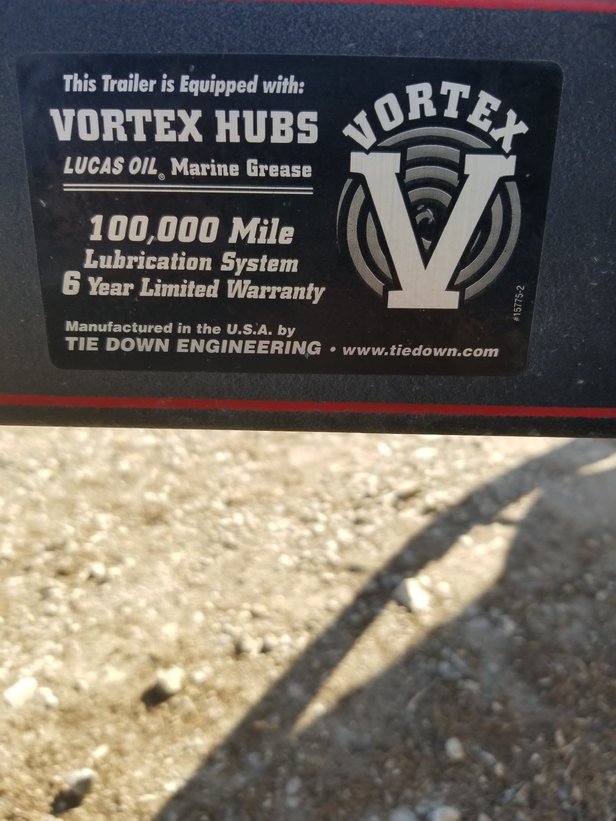 This Trailer is Equipped with:
VORTEX HUBS
LUCAS OIL® Marine Grease
100,000 Mile
Lubrication System
6 Year Limited Warranty
Manufactured in the U.S.A. by
TIE DOWN ENGINEERING • www.tiedown.com
VORTEX
V
#15775-2